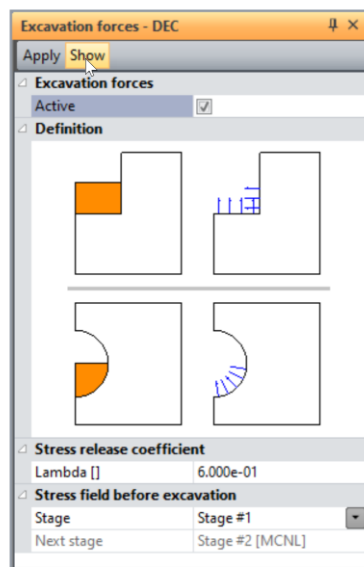 Excavation forces - DEC
Apply Show
Excavation forces
Active
Definition
Stress release coefficient
Lambda [] 6.000e-01
Stress field before excavation
Stage Stage #1
Next stage Stage #2 [MCNL]